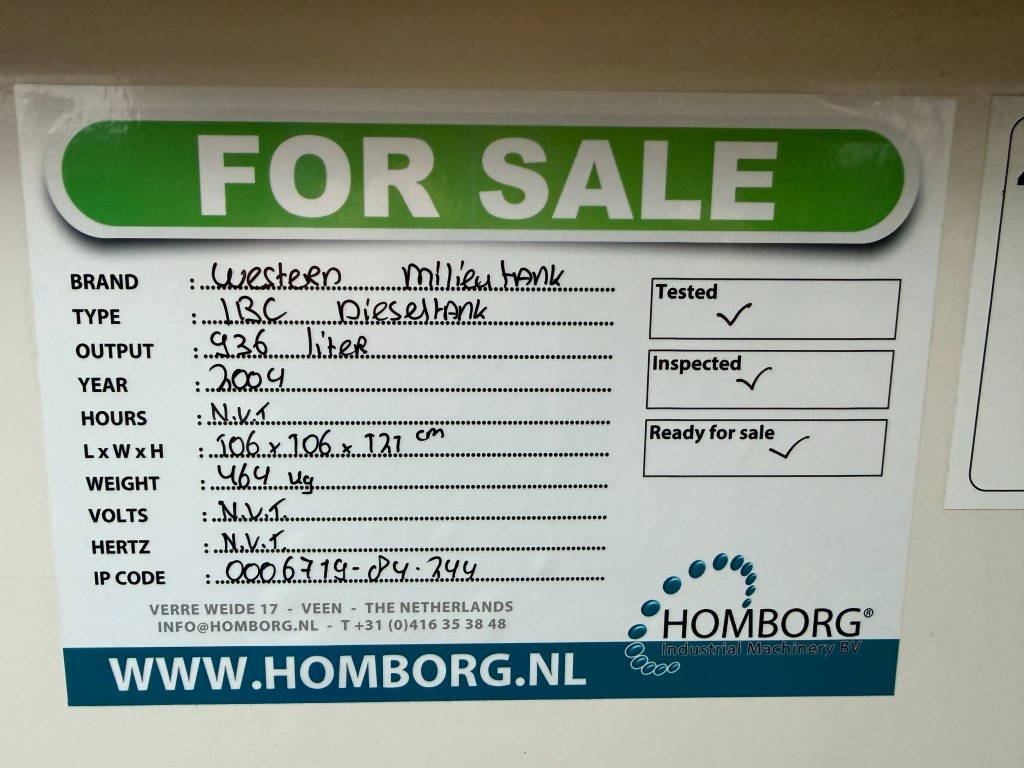 FOR SALE
BRAND : Western Milieutank
TYPE : IBC Dieseltank
OUTPUT : 936 liter
YEAR : 2004
HOURS : N.V.T
L x W x H : 106 x 106 x 121 cm
WEIGHT : 464 kg
VOLTS : N.V.T.
HERTZ : N.V.T.
IP CODE : 0006719-84-244
Tested ✓
Inspected ✓
Ready for sale ✓
VERRE WEIDE 17 - VEEN - THE NETHERLANDS
INFO@HOMBORG.NL - T +31 (0)416 35 38 48
HOMBORG®
Industrial Machinery BV
WWW.HOMBORG.NL